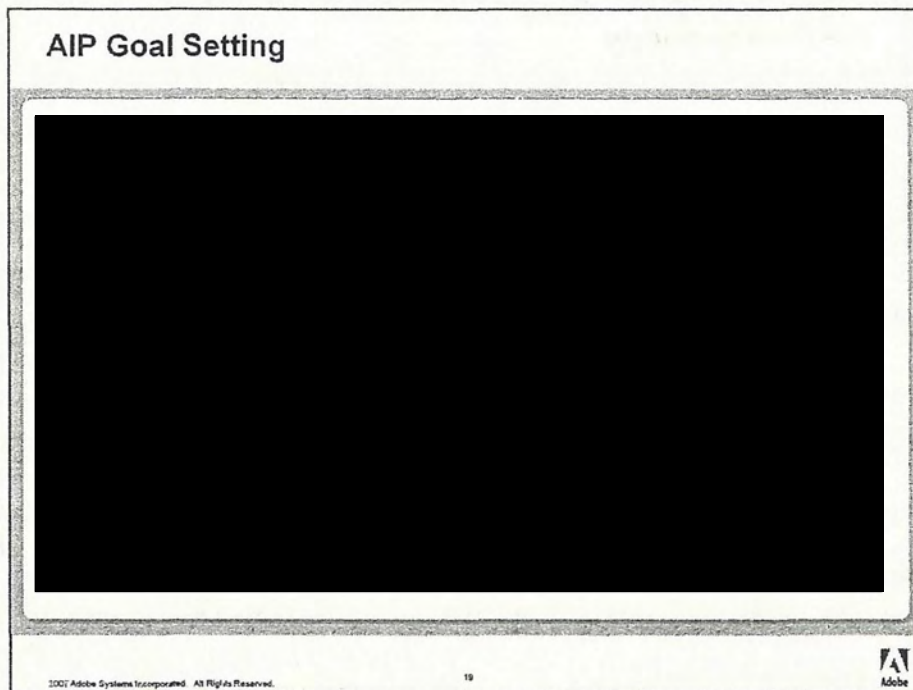 AIP Goal Setting
2007 Adobe Systems Incorporated. All Rights Reserved.
19
Adobe